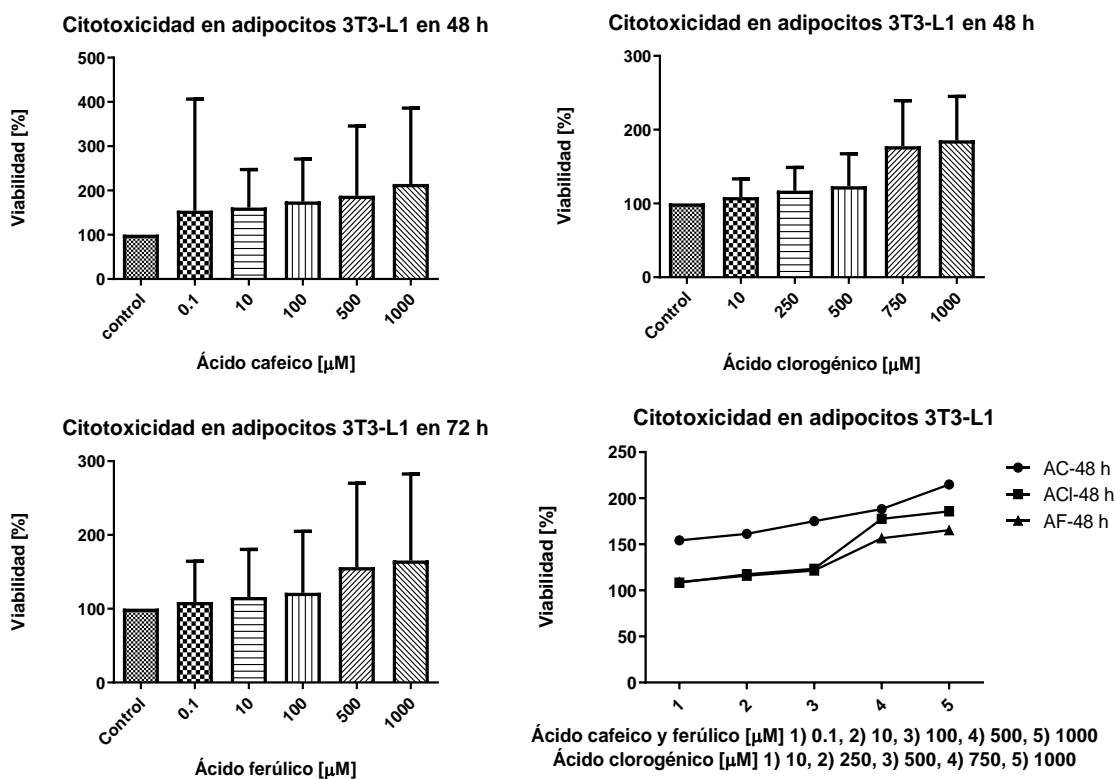 Citotoxicidad en adipocitos 3T3-L1 en 48 h
500
400
300
200
100
0
Viabilidad [%]
control
0.1
10
100
500
1000
Ácido cafeico [μM]
Citotoxicidad en adipocitos 3T3-L1 en 48 h
300
200
100
0
Viabilidad [%]
Control
10
250
500
750
1000
Ácido clorogénico [μM]
Citotoxicidad en adipocitos 3T3-L1 en 72 h
300
200
100
0
Viabilidad [%]
Control
0.1
10
100
500
1000
Ácido ferúlico [μM]
Citotoxicidad en adipocitos 3T3-L1
250
200
150
100
50
0
Viabilidad [%]
1
2
3
4
5
AC-48 h
ACl-48 h
AF-48 h
Ácido cafeico y ferúlico [μM] 1) 0.1, 2) 10, 3) 100, 4) 500, 5) 1000
Ácido clorogénico [μM] 1) 10, 2) 250, 3) 500, 4) 750, 5) 1000